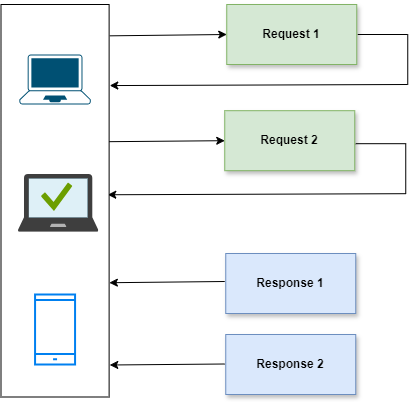 Request 1
Request 2
Response 1
Response 2